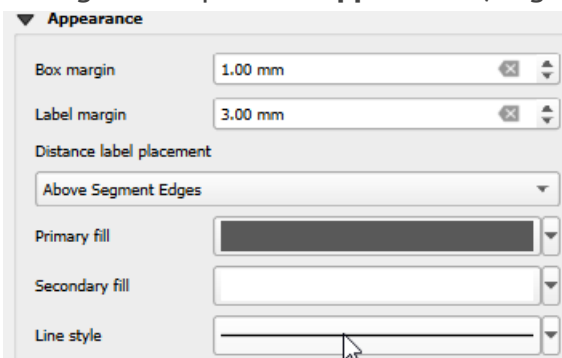 Appearance
Box margin 1.00 mm
Label margin 3.00 mm
Distance label placement
Above Segment Edges
Primary fill
Secondary fill
Line style